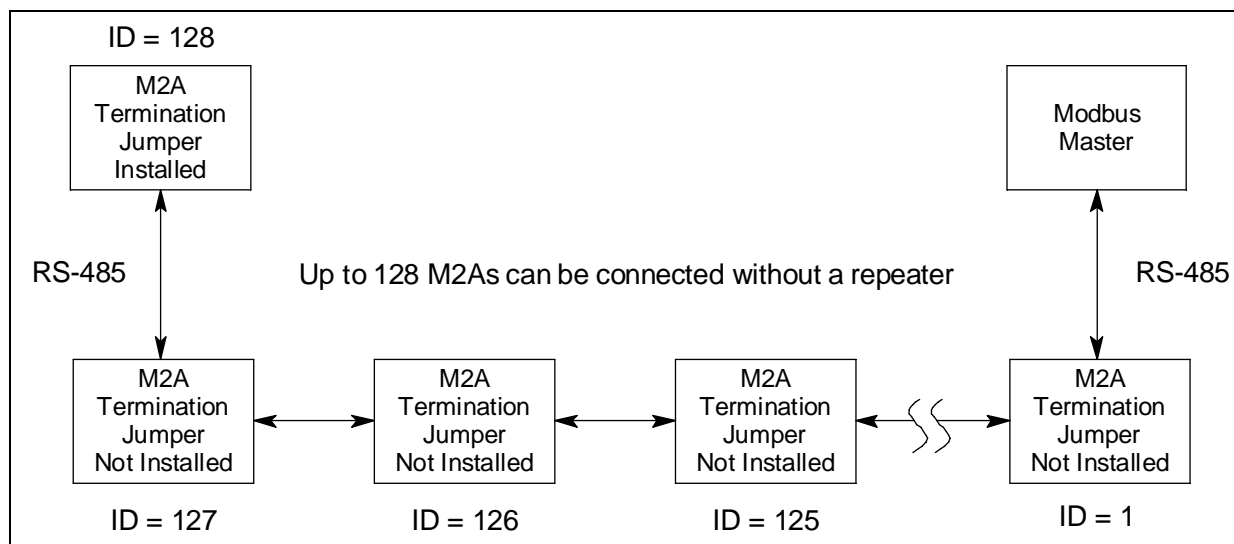 ID = 128
M2A
Termination
Jumper
Installed
Modbus
Master
RS-485
Up to 128 M2As can be connected without a repeater
RS-485
M2A
Termination
Jumper
Not Installed
M2A
Termination
Jumper
Not Installed
M2A
Termination
Jumper
Not Installed
M2A
Termination
Jumper
Not Installed
ID = 127
ID = 126
ID = 125
ID = 1